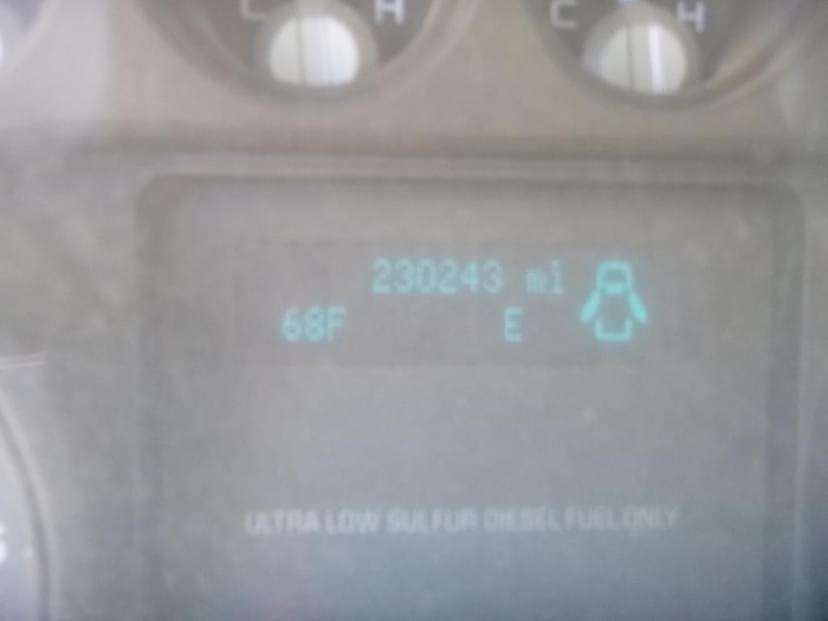 C H C H
230243 mi
68F E
ULTRA LOW SULFUR DIESEL FUEL ONLY